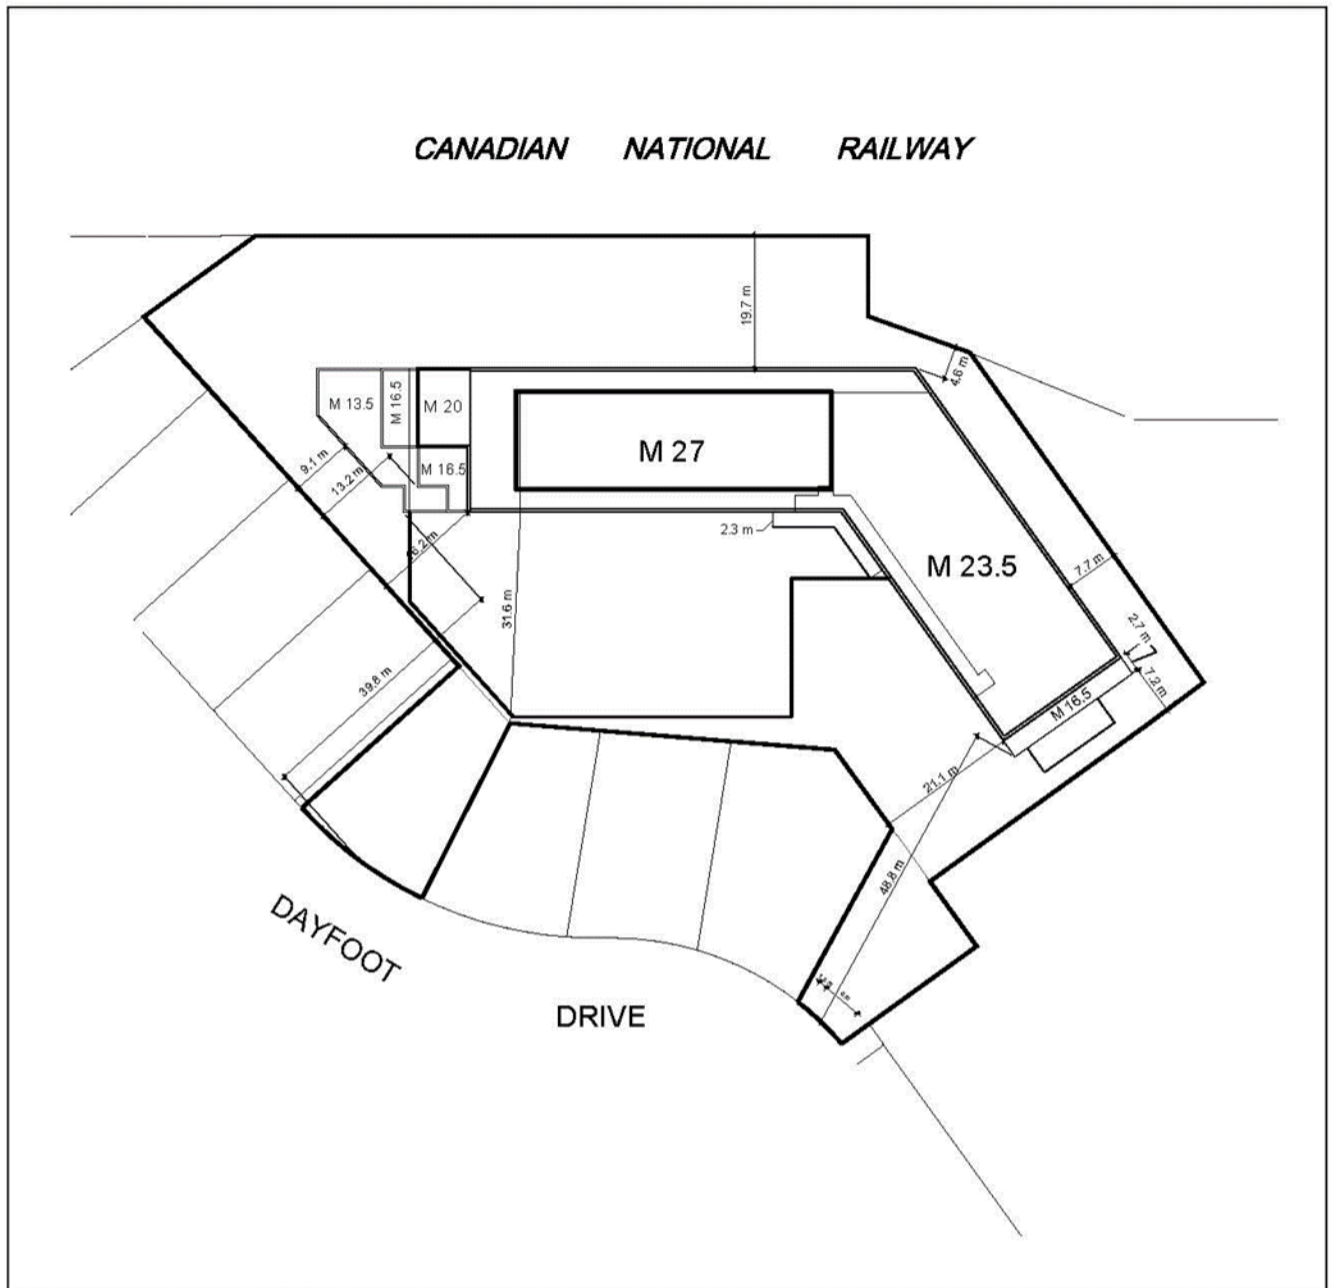 CANADIAN NATIONAL RAILWAY
19.7 m
4.6 m
M 13.5
M 16.5
M 20
M 27
M 16.5
9.1 m
13.2 m
2.3 m
M 23.5
7.7 m
31.6 m
2.7 m
7.2 m
M 16.5
39.8 m
21.1 m
48.8 m
DAYFOOT
DRIVE